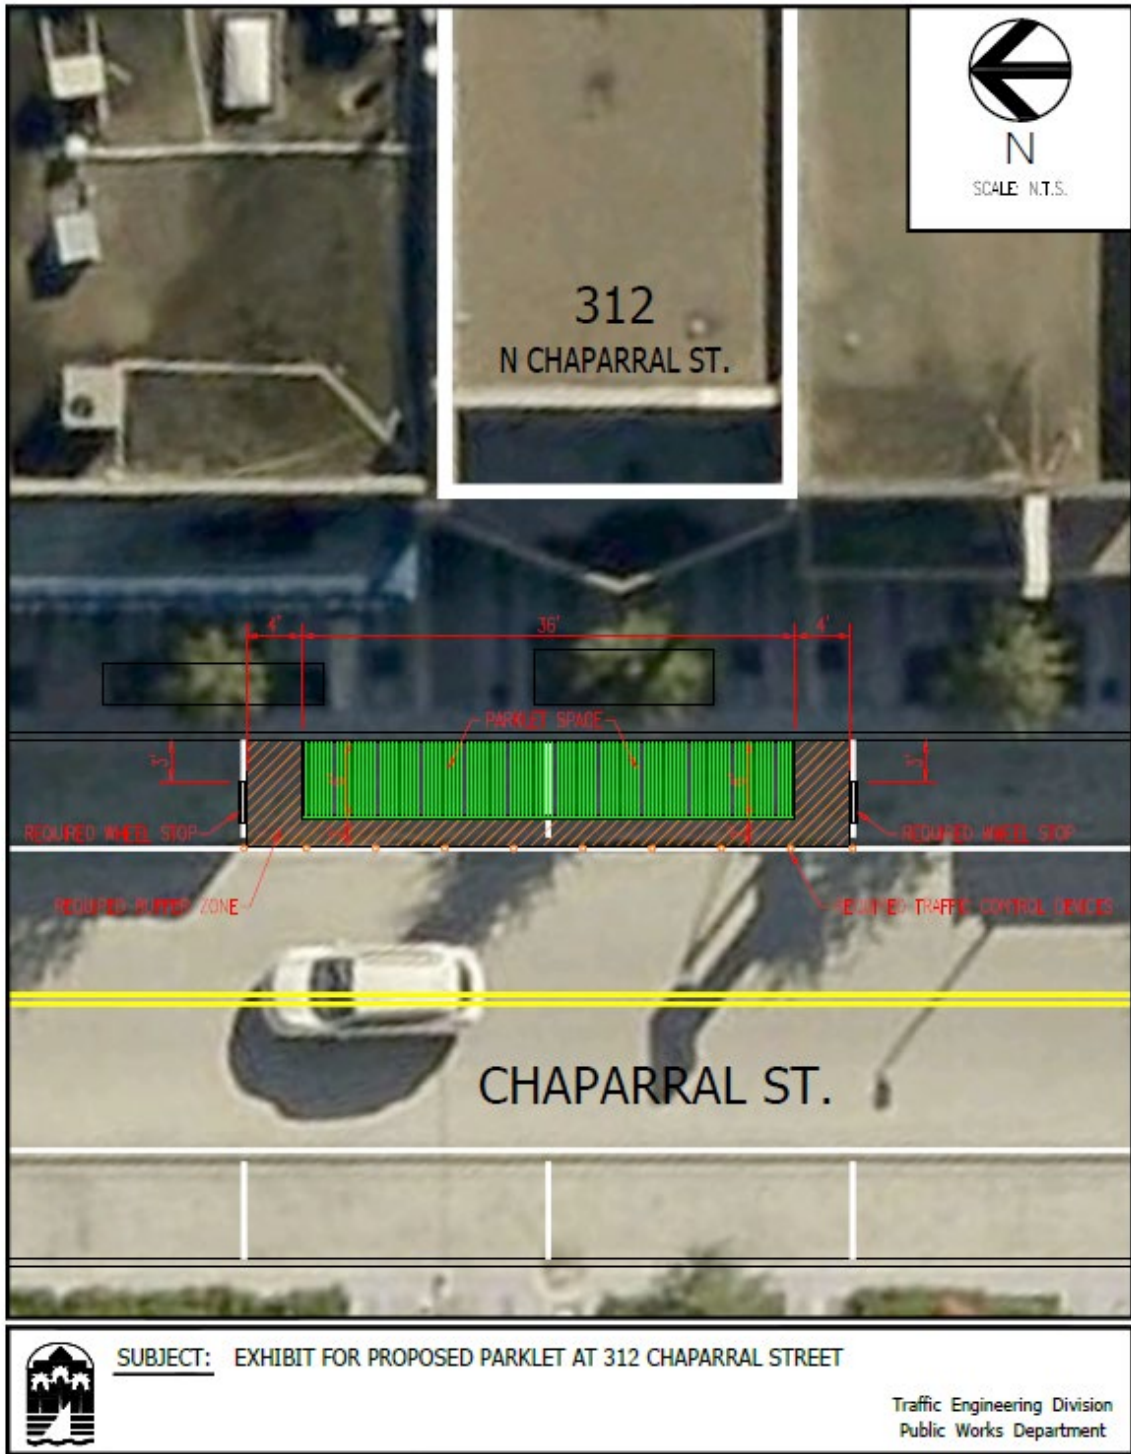 N
SCALE: N.T.S.
312
N CHAPARRAL ST.
4'
36'
4'
PARKLET SPACE
3'
3'
REQUIRED WHEEL STOP
REQUIRED WHEEL STOP
REQUIRED BUFFER ZONE
REQUIRED TRAFFIC CONTROL DEVICES
CHAPARRAL ST.
SUBJECT: EXHIBIT FOR PROPOSED PARKLET AT 312 CHAPARRAL STREET
Traffic Engineering Division
Public Works Department